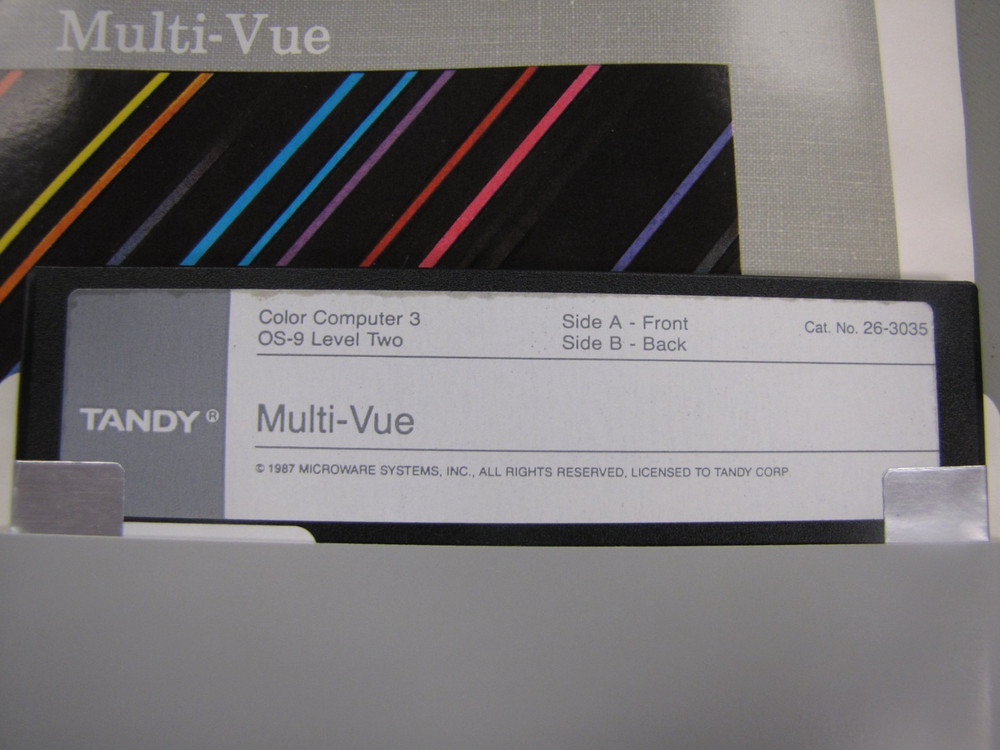 Multi-Vue
Color Computer 3
OS-9 Level Two
Side A - Front
Side B - Back
Cat. No. 26-3035
TANDY®
Multi-Vue
© 1987 MICROWARE SYSTEMS, INC., ALL RIGHTS RESERVED, LICENSED TO TANDY CORP